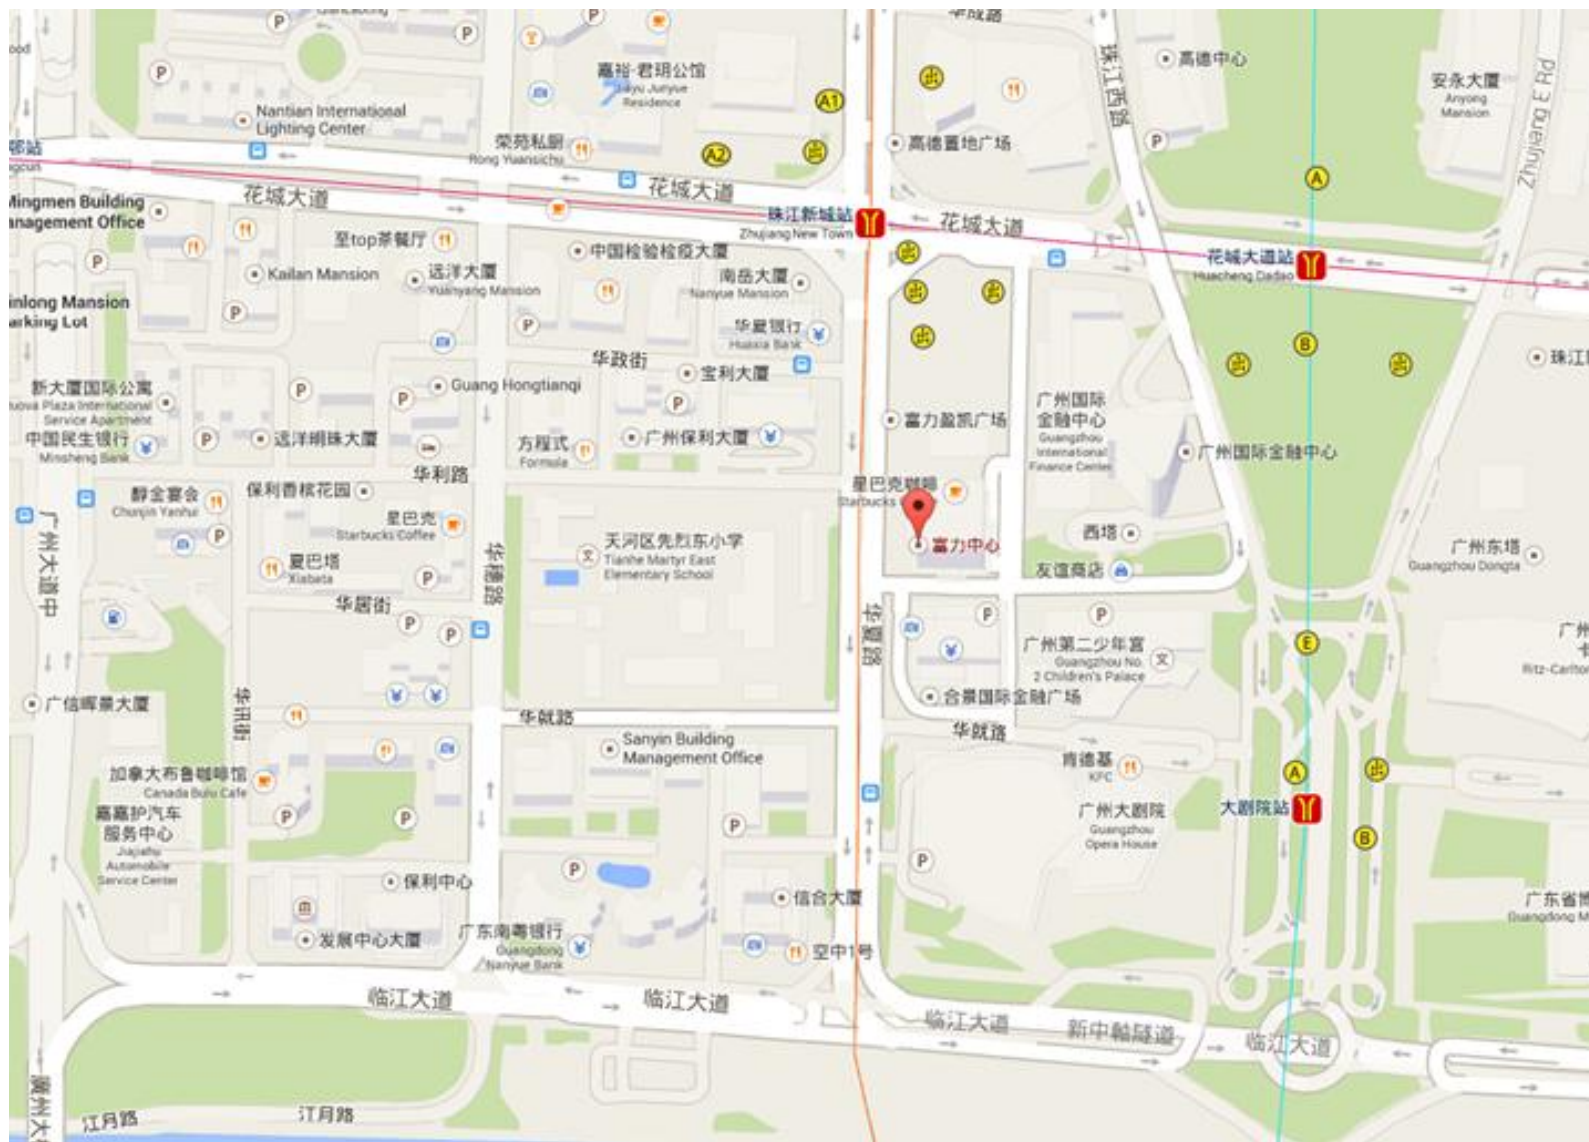 华成路
P
P
P
高德中心
珠江西路
安永大厦
Anyong
Mansion
Zhujiang E Rd
嘉裕·君玥公馆
Jiayu Junyue
Residence
P
A1
出
Nantian International
Lighting Center
荣苑私厨
Rong Yuansichu
A2
出
高德置地广场
P
A
花城大道
花城大道
花城大道
Mingmen Building
珠江新城站
Zhujiang New Town
至top茶餐厅
中国检验检疫大厦
出
花城大道站
Huacheng Dadao
P
Kailan Mansion
远洋大厦
Yuanyang Mansion
南岳大厦
Nanyue Mansion
出
出
P
P
华夏银行
Huaxia Bank
出
B
华政街
宝利大厦
出
出
新大厦国际公寓
Service Apartment
P
P
Guang Hongtianqi
P
广州国际
金融中心
Guangzhou
International
Finance Center
富力盈凯广场
中国民生银行
Minsheng Bank
P
远洋明珠大厦
方程式
Formula
广州保利大厦
广州国际金融中心
华利路
醇金宴会
Chunjin Yanhui
保利香槟花园
星巴克咖啡
Starbucks
P
星巴克
Starbucks Coffee
广州大道中
夏巴塔
Xiabata
P
华穗路
天河区先烈东小学
Tianhe Martyr East
Elementary School
富力中心
西塔
广州东塔
Guangzhou Dongta
友谊商店
华居街
P
P
华夏路
P
P
E
广州第二少年宫
Guangzhou No.
2 Children's Palace
Ritz-Carlton
广信晖景大厦
华讯街
合景国际金融广场
华就路
华就路
Sanyin Building
Management Office
加拿大布鲁咖啡馆
Canada Bulu Cafe
肯德基
KFC
A
出
嘉嘉护汽车
服务中心
Jiajiahu
Automobile
Service Center
P
P
P
广州大剧院
Guangzhou
Opera House
大剧院站
B
P
P
保利中心
信合大厦
发展中心大厦
广东南粤银行
Guangdong
Nanyue Bank
空中1号
临江大道
临江大道
临江大道
新中轴隧道
临江大道
江月路
江月路